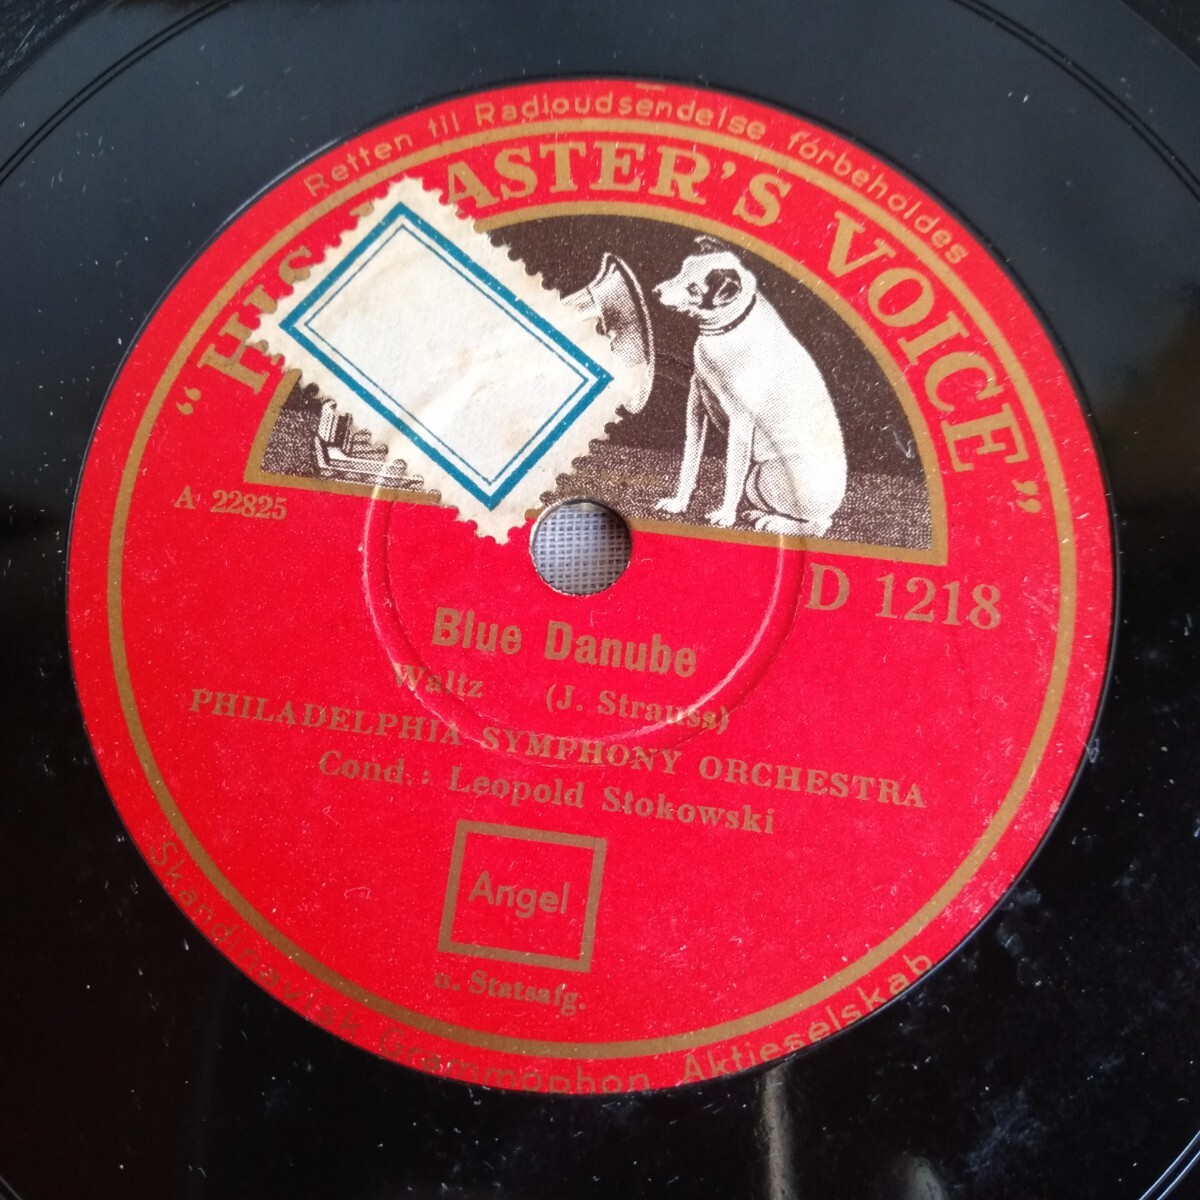 Retten til Radioudsendelse forbeholdes
"HIS ASTER'S VOICE"
A 22825
D 1218
Blue Danube
Waltz (J. Strauss)
PHILADELPHIA SYMPHONY ORCHESTRA
Cond.: Leopold Stokowski
Angel
u. Statsafg.
Skandinavisk Grammophon Aktieselskab